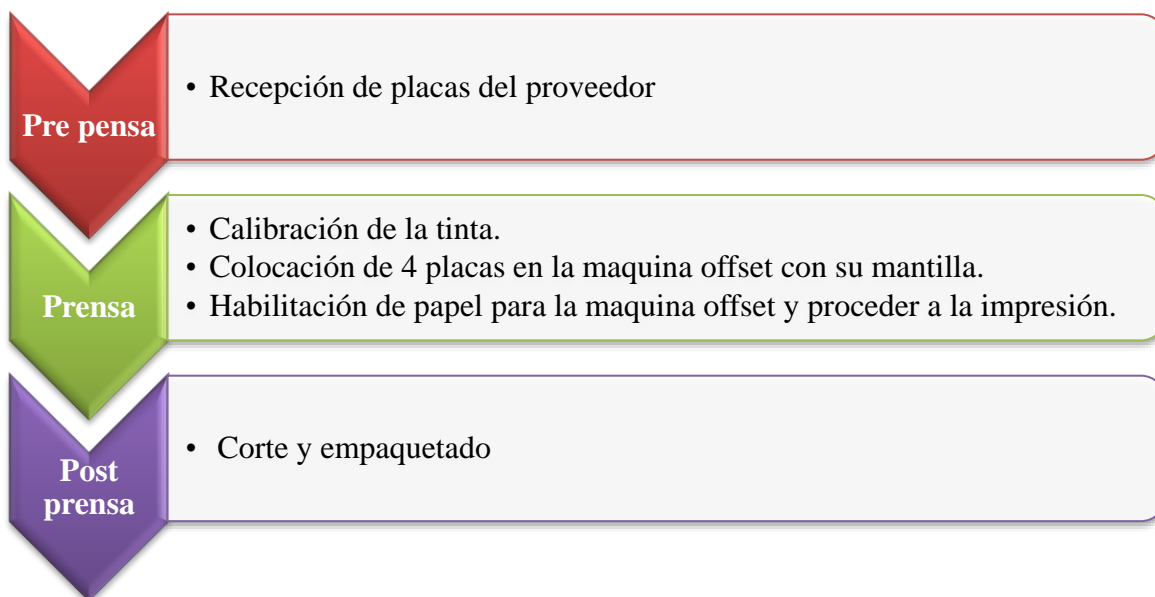 Pre pensa
• Recepción de placas del proveedor
Prensa
• Calibración de la tinta.
• Colocación de 4 placas en la maquina offset con su mantilla.
• Habilitación de papel para la maquina offset y proceder a la impresión.
Post
prensa
• Corte y empaquetado